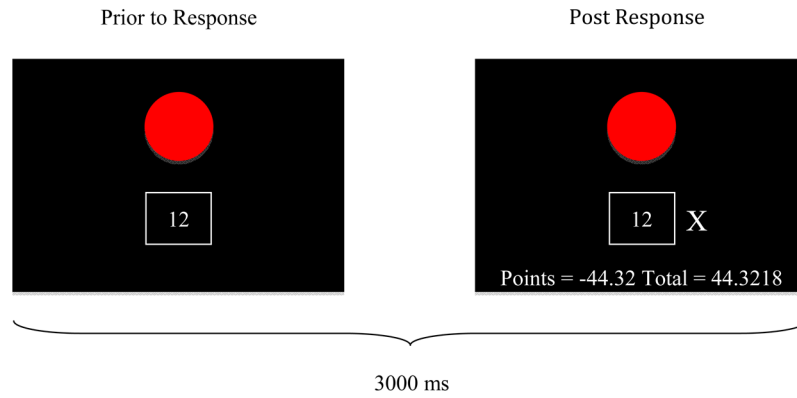 Prior to Response
Post Response
12
12 X
Points = -44.32 Total = 44.3218
3000 ms